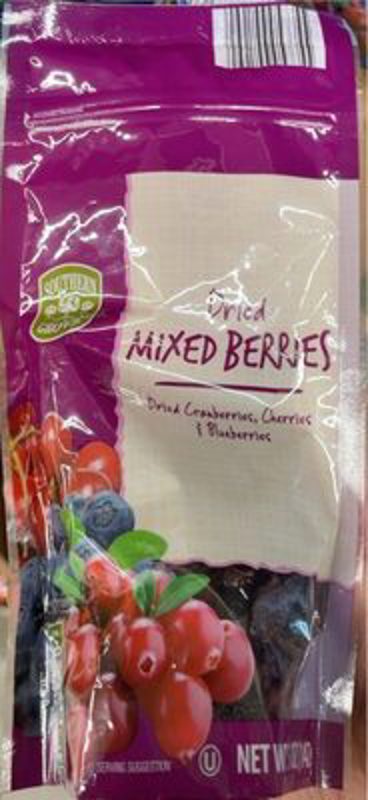 SOUTHERN
GROVE
Dried
MIXED BERRIES
Dried Cranberries, Cherries
& Blueberries
SERVING SUGGESTION
U
NET WT